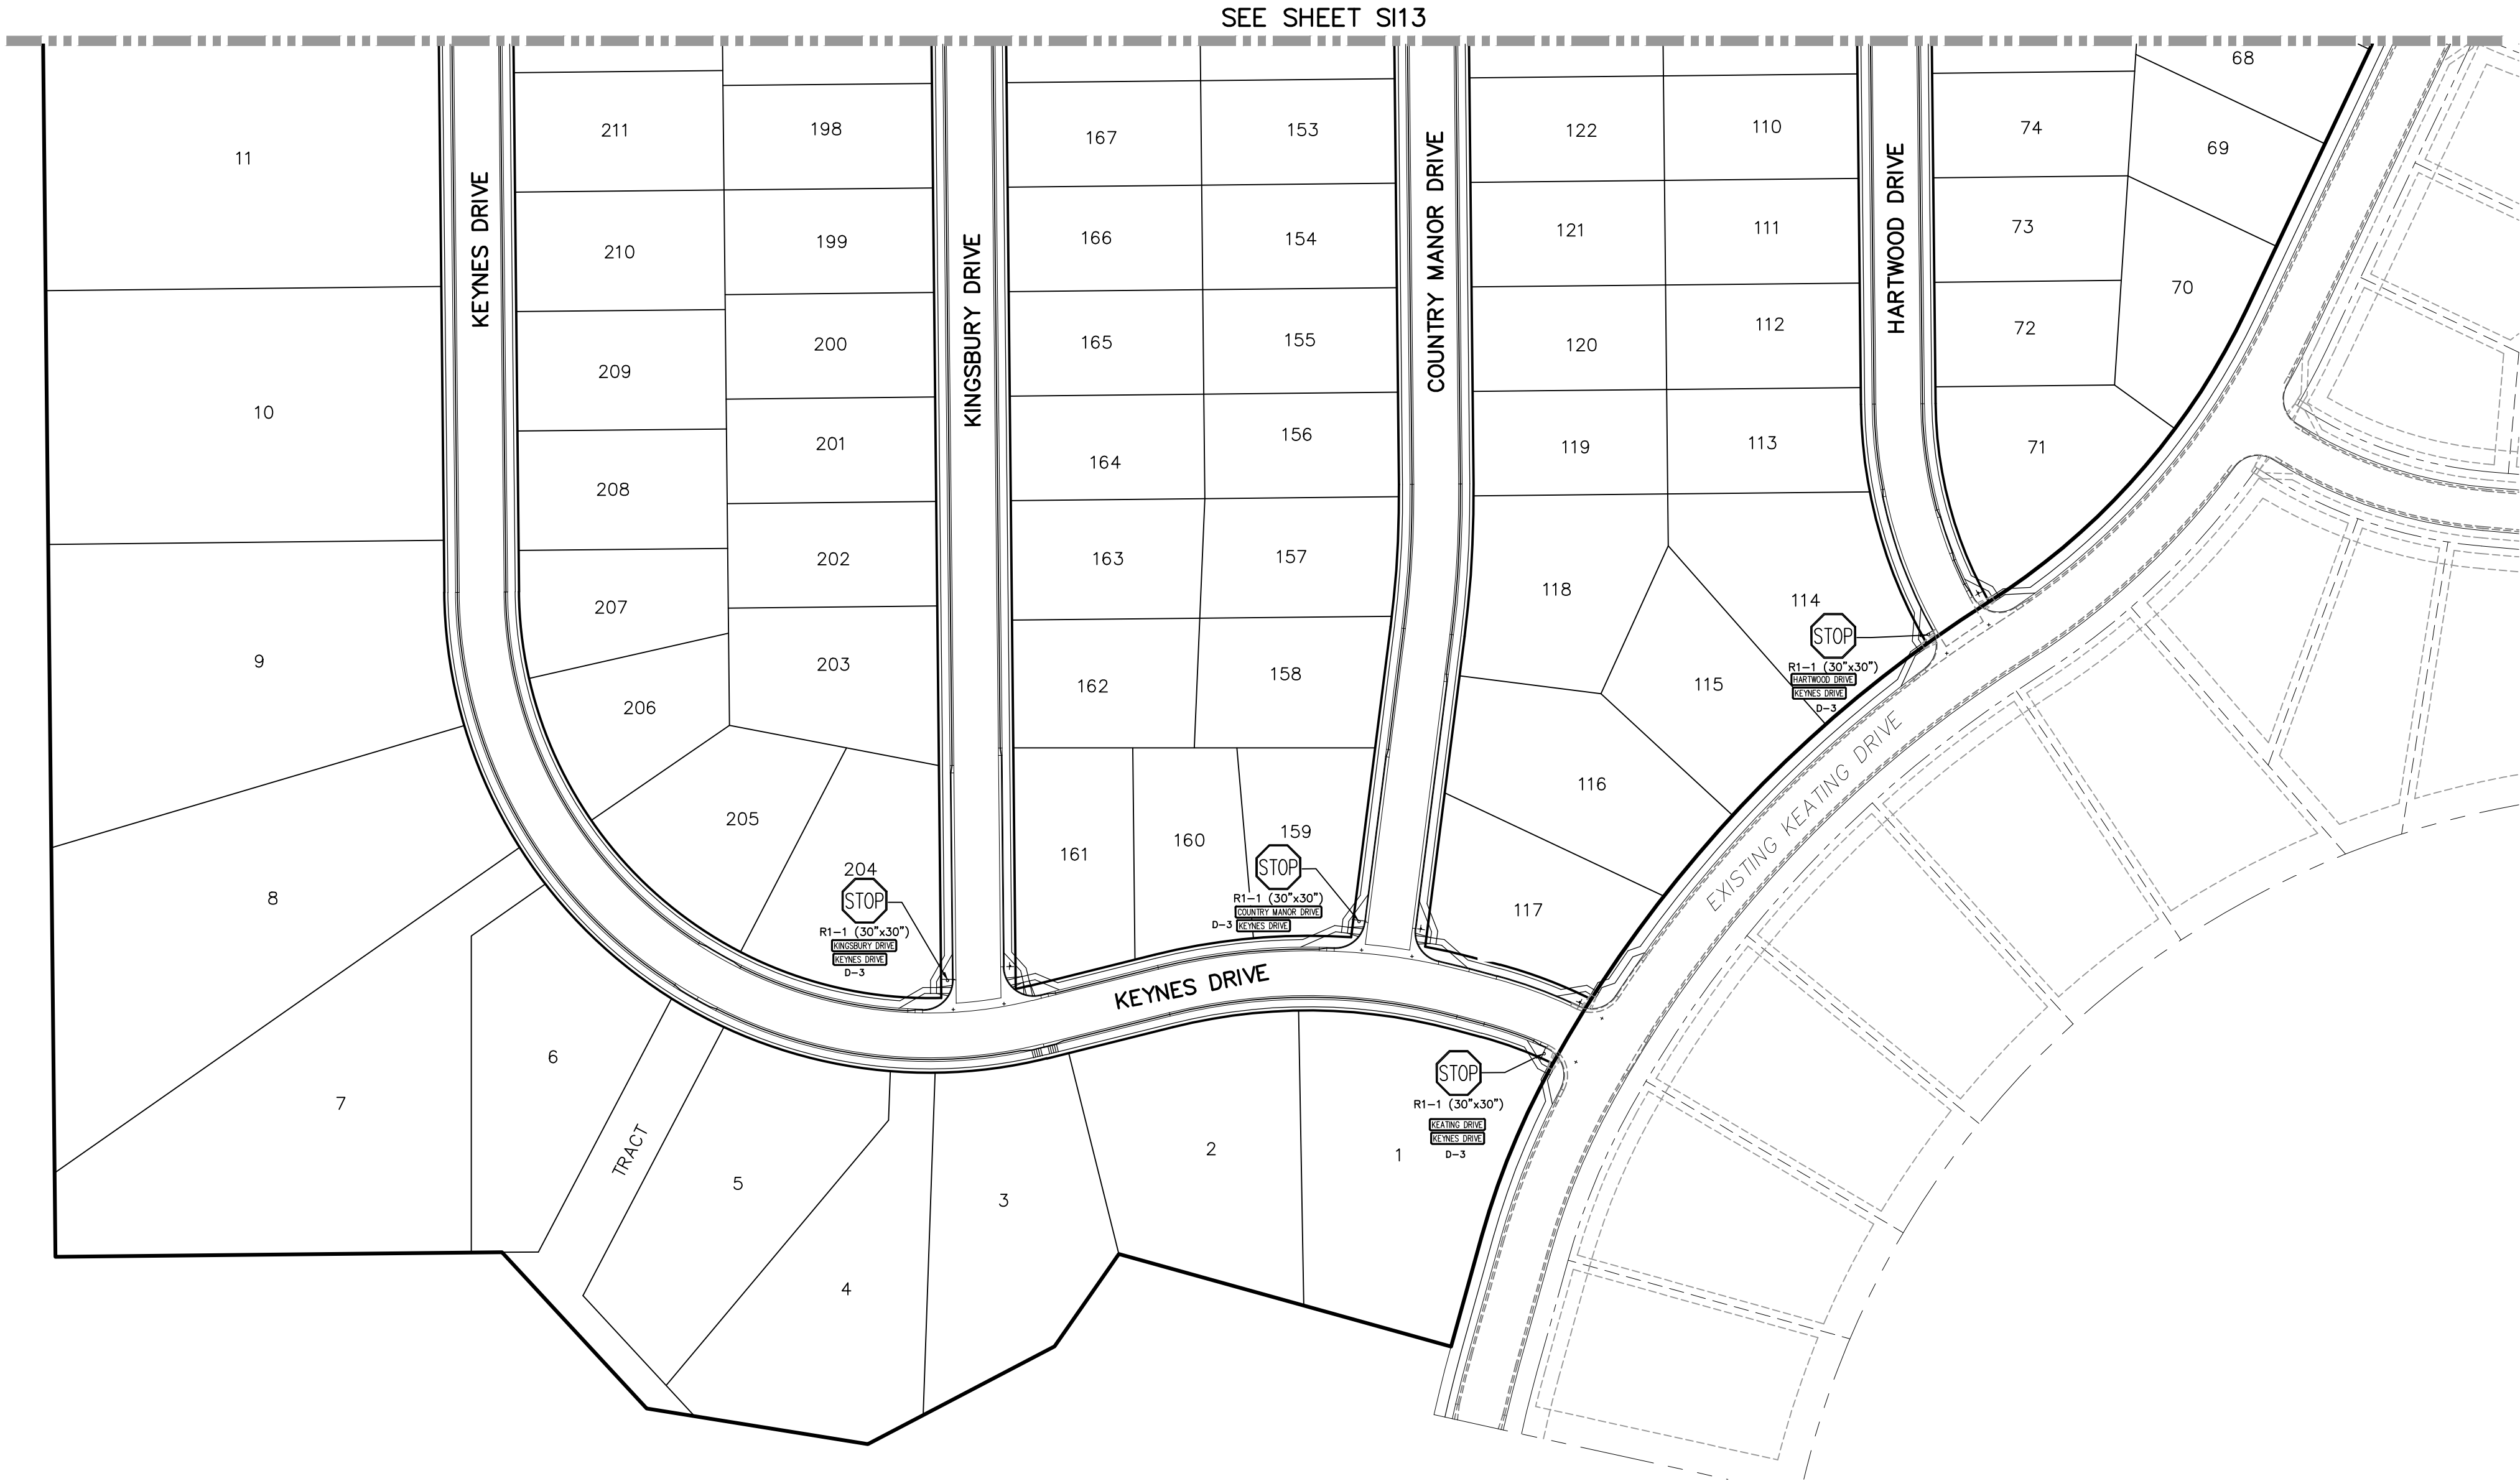 SEE SHEET SI13
68
11
211
198
167
153
122
110
74
69
KEYNES DRIVE
KINGSBURY DRIVE
COUNTRY MANOR DRIVE
HARTWOOD DRIVE
210
199
166
154
121
111
73
70
10
209
200
165
155
120
112
72
208
201
164
156
119
113
71
9
207
202
163
157
118
114
STOP
R1-1 (30"x30")
HARTWOOD DRIVE
KEYNES DRIVE
D-3
206
203
162
158
115
EXISTING KEATING DRIVE
8
205
204
STOP
R1-1 (30"x30")
KINGSBURY DRIVE
KEYNES DRIVE
D-3
161
160
159
STOP
R1-1 (30"x30")
COUNTRY MANOR DRIVE
D-3 KEYNES DRIVE
116
117
KEYNES DRIVE
7
6
TRACT
5
4
3
2
1
STOP
R1-1 (30"x30")
KEATING DRIVE
KEYNES DRIVE
D-3